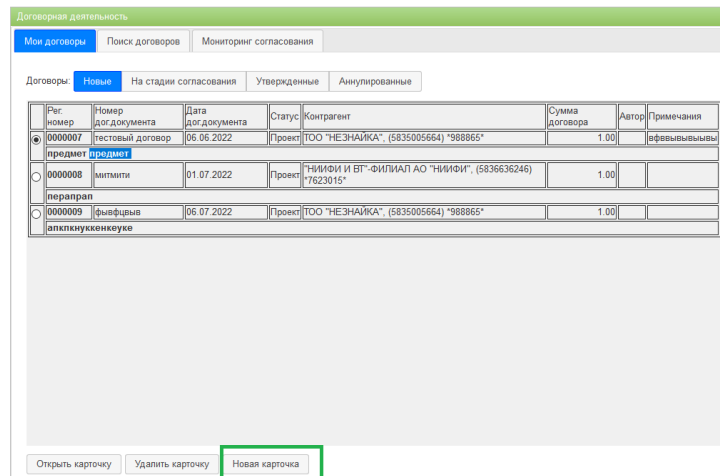 Договорная деятельность
Мои договоры Поиск договоров Мониторинг согласования
Договоры: Новые На стадии согласования Утвержденные Аннулированные
Рег. номер Номер дог.документа Дата дог.документа Статус Контрагент Сумма договора Автор Примечания
0000007 тестовый договор 06.06.2022 Проект ТОО "НЕЗНАЙКА", (5835005664) *988865* 1.00
предмет предмет
0000008 митмити 01.07.2022 Проект "НИИФИ И ВТ"-ФИЛИАЛ АО "НИИФИ", (5836636246) *7623015* 1.00
перапрап
0000009 фывфцвыв 06.07.2022 Проект ТОО "НЕЗНАЙКА", (5835005664) *988865* 1.00
апкпкнуккенкеуке
Открыть карточку Удалить карточку Новая карточка